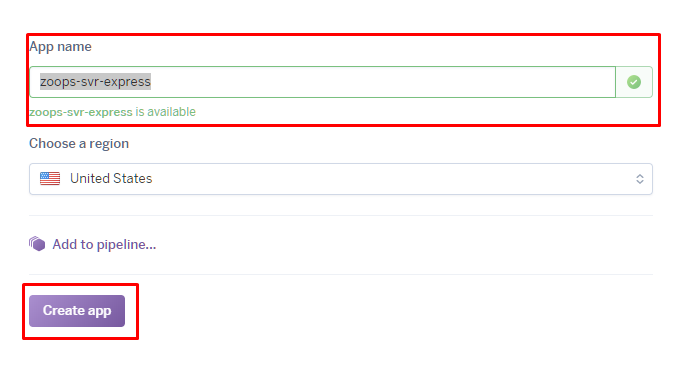 App name
zoops-svr-express
zoops-svr-express is available
Choose a region
United States
Add to pipeline...
Create app